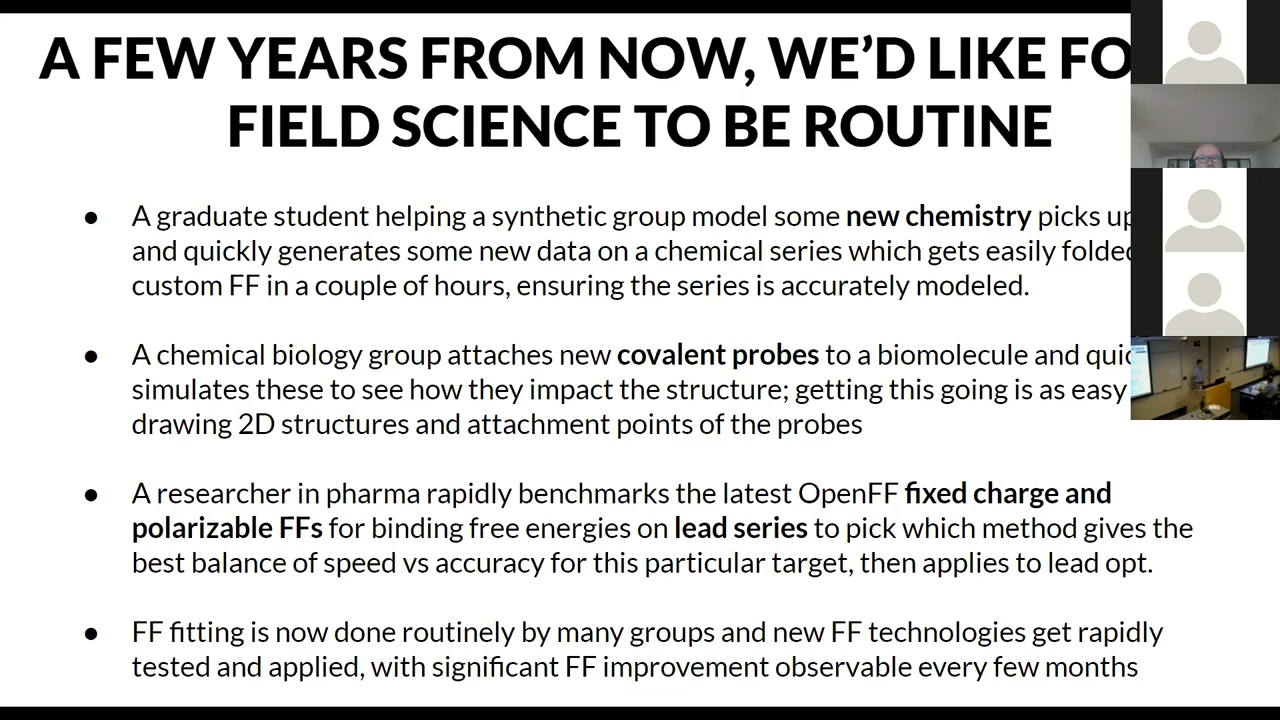 A FEW YEARS FROM NOW, WE’D LIKE FO
FIELD SCIENCE TO BE ROUTINE
● A graduate student helping a synthetic group model some new chemistry picks up
and quickly generates some new data on a chemical series which gets easily folded
custom FF in a couple of hours, ensuring the series is accurately modeled.
● A chemical biology group attaches new covalent probes to a biomolecule and quic
simulates these to see how they impact the structure; getting this going is as easy
drawing 2D structures and attachment points of the probes
● A researcher in pharma rapidly benchmarks the latest OpenFF fixed charge and
polarizable FFs for binding free energies on lead series to pick which method gives the
best balance of speed vs accuracy for this particular target, then applies to lead opt.
● FF fitting is now done routinely by many groups and new FF technologies get rapidly
tested and applied, with significant FF improvement observable every few months